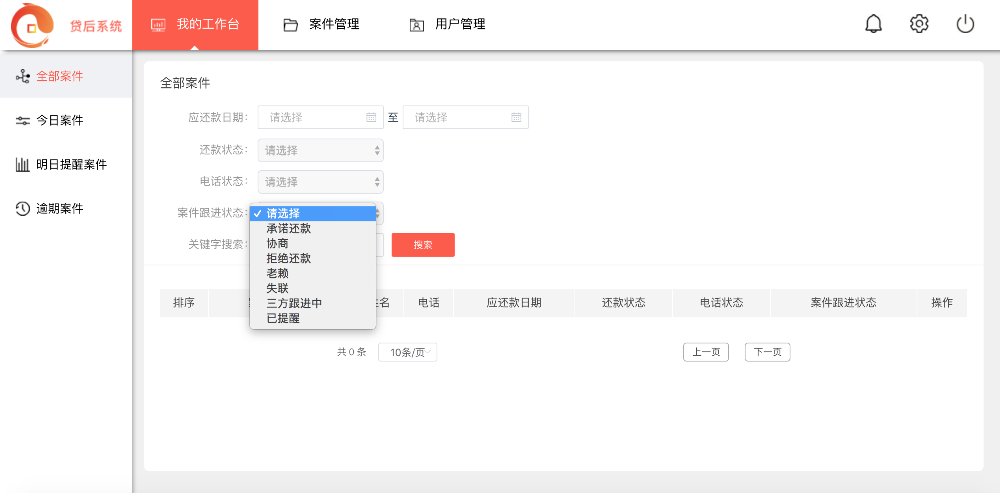 贷后系统
我的工作台
案件管理
用户管理
全部案件
今日案件
明日提醒案件
逾期案件
全部案件
应还款日期: 请选择 至 请选择
还款状态: 请选择
电话状态: 请选择
案件跟进状态:
✓ 请选择
承诺还款
协商
拒绝还款
老赖
失联
三方跟进中
已提醒
关键字搜索: 搜索
排序 名 电话 应还款日期 还款状态 电话状态 案件跟进状态 操作
共 0 条 10条/页 上一页 下一页